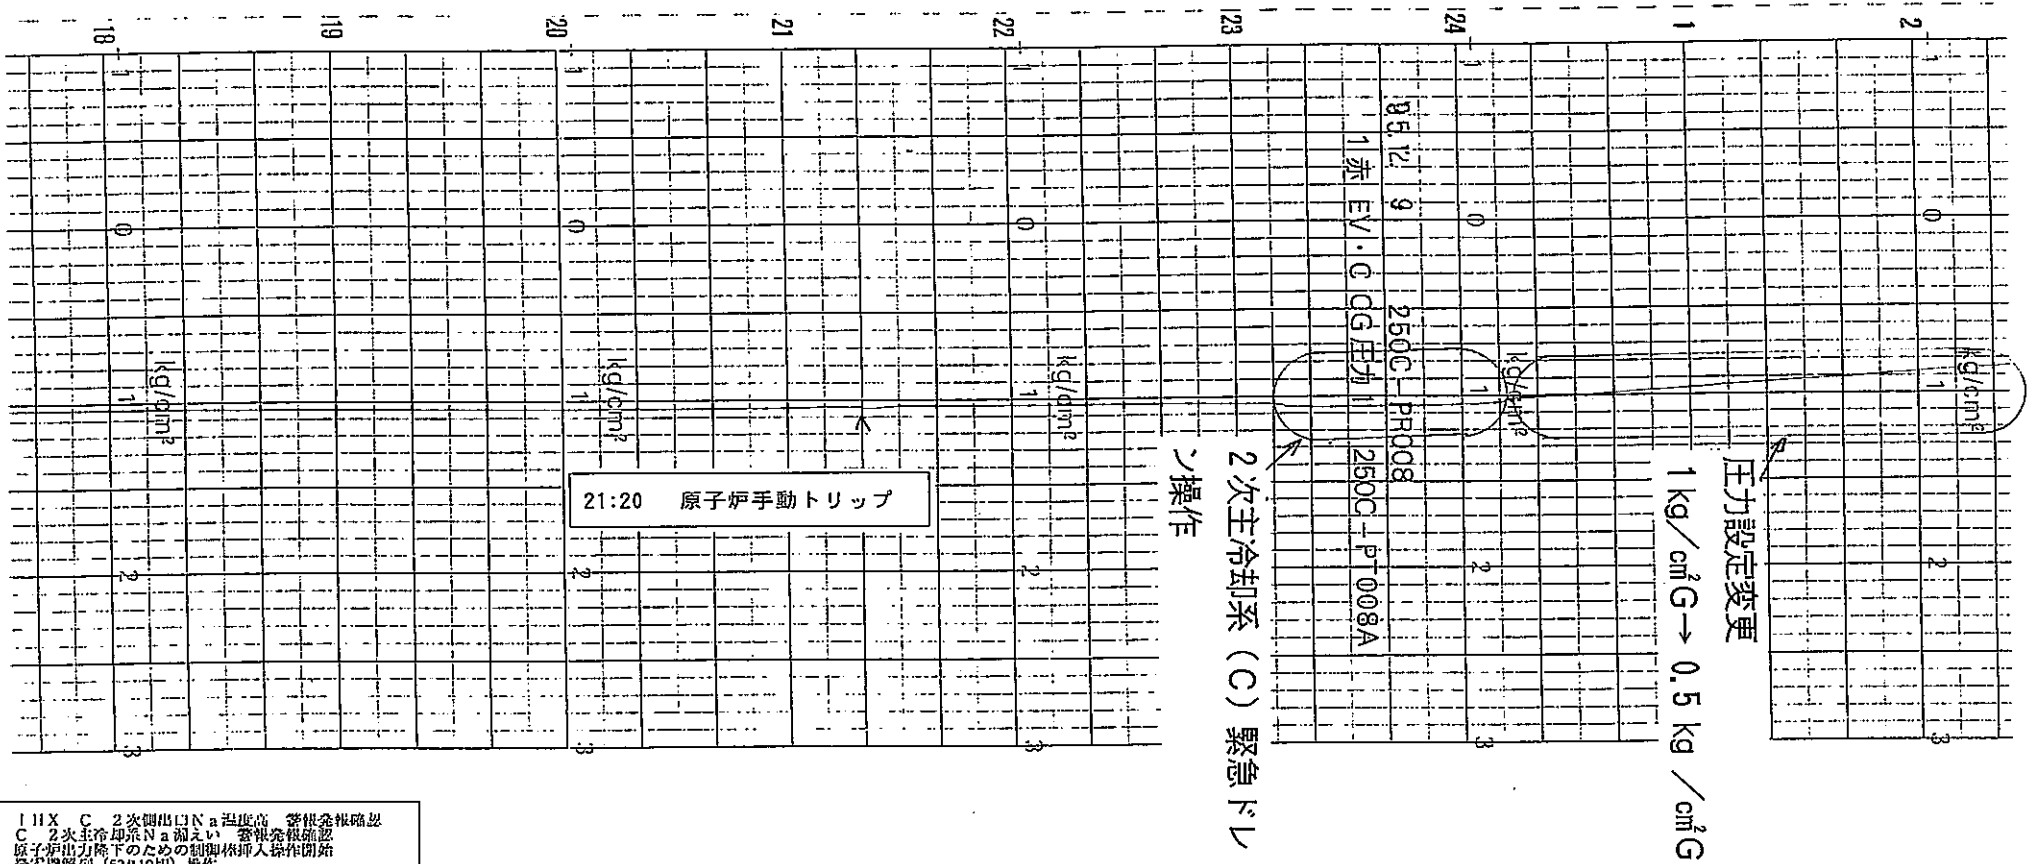 18
19
20
21
22
23
24
1
2
-1
-1
-1
-1
-1
0
0
0
0
0
1
1
1
1
1
kg/cm²
kg/cm²
kg/cm²
kg/cm²
kg/cm²
2
2
2
2
2
3
3
3
3
3
95.12. 9
250C-PR008
1 赤 EV・C CG圧力1
250C-PT008A
21:20 原子炉手動トリップ
2次主冷却系(C)緊急ドレ
ン操作
圧力設定変更
1 kg/cm²G→ 0.5 kg/cm²G
IHX C 2次側出口Na温度高 警報発報確認
C 2次主冷却系Na漏えい 警報発報確認
原子炉出力降下のための制御棒挿入操作開始